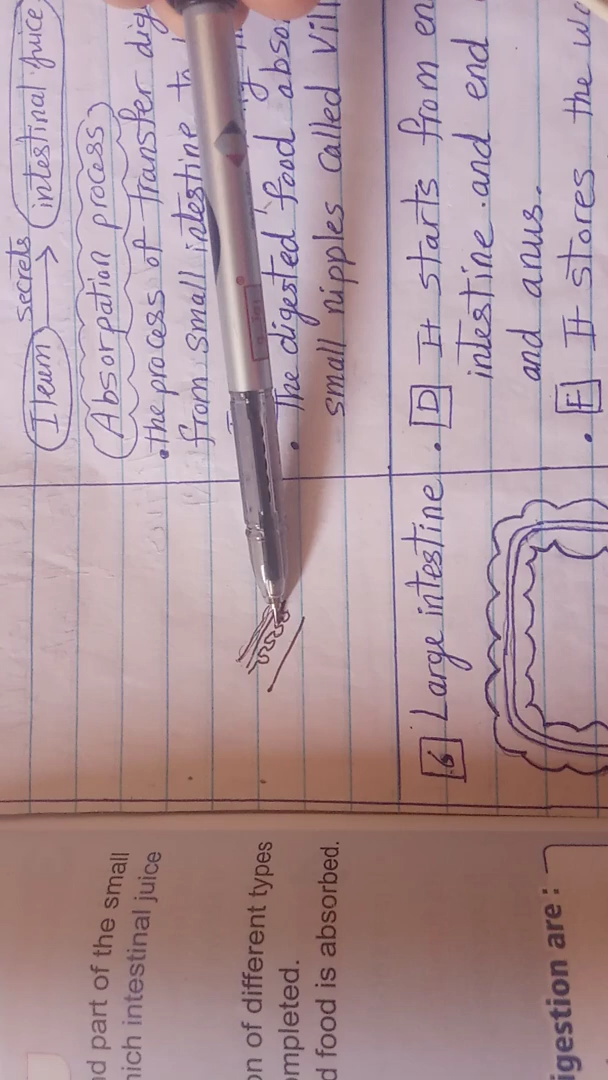 Ileum secrets → intestinal juice
Absorpation process
• the process of transfer dig
from small intestine to
• The digested food abso
small nipples called vill
6 Large intestine • D It starts from en
intestine and end
and anus.
• E It stores the wa
d part of the small
hich intestinal juice
on of different types
mpleted.
d food is absorbed.
igestion are :